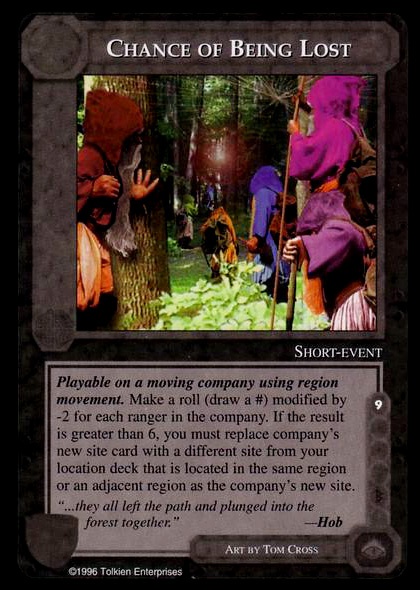 CHANCE OF BEING LOST
SHORT-EVENT
Playable on a moving company using region
movement. Make a roll (draw a #) modified by
-2 for each ranger in the company. If the result
is greater than 6, you must replace company's
new site card with a different site from your
location deck that is located in the same region
or an adjacent region as the company's new site.
9
"...they all left the path and plunged into the
forest together." —Hob
ART BY TOM CROSS
©1996 Tolkien Enterprises